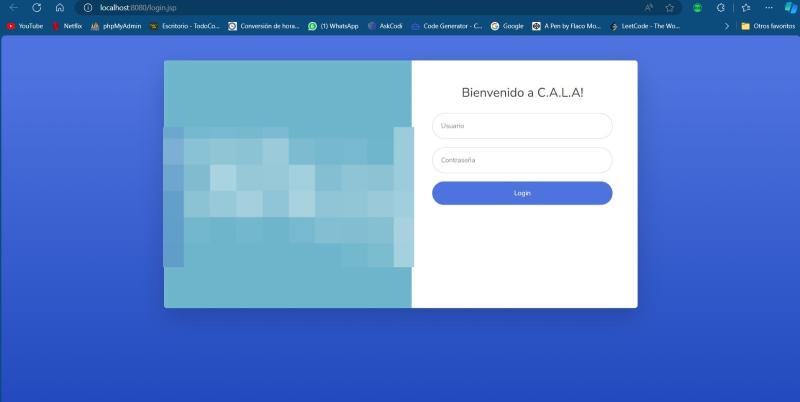 localhost:8080/login.jsp
YouTube Netflix phpMyAdmin Escritorio - TodoCo... Conversión de hora... (1) WhatsApp AskCodi Code Generator - C... Google A Pen by Flaco Mo... LeetCode - The Wo... Otros favoritos
Bienvenido a C.A.L.A!
Usuario
Contraseña
Login